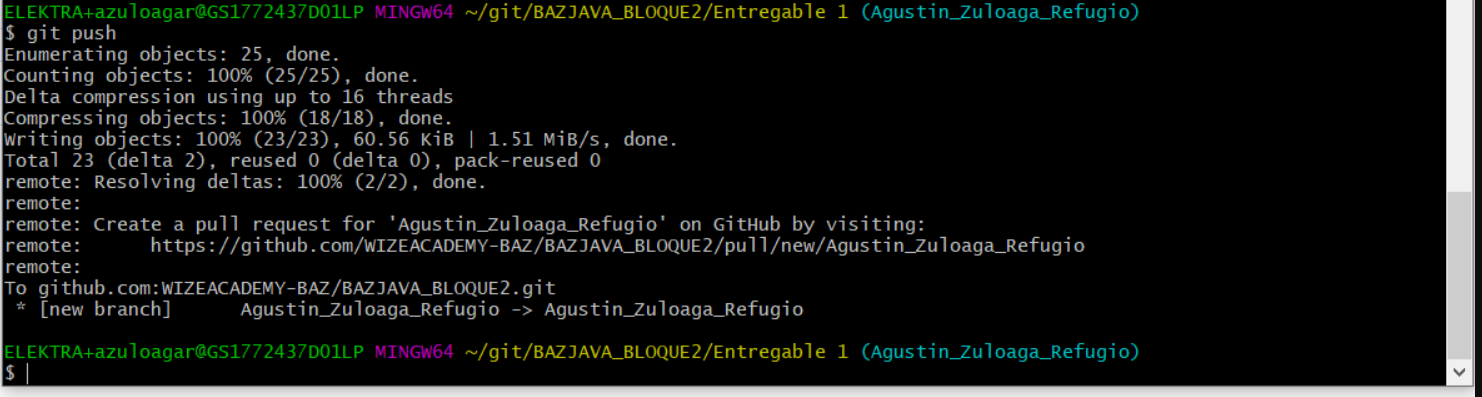 ELEKTRA+azuloagar@GS1772437D01LP MINGW64 ~/git/BAZJAVA_BLOQUE2/Entregable 1 (Agustin_Zuloaga_Refugio)
$ git push
Enumerating objects: 25, done.
Counting objects: 100% (25/25), done.
Delta compression using up to 16 threads
Compressing objects: 100% (18/18), done.
Writing objects: 100% (23/23), 60.56 KiB | 1.51 MiB/s, done.
Total 23 (delta 2), reused 0 (delta 0), pack-reused 0
remote: Resolving deltas: 100% (2/2), done.
remote:
remote: Create a pull request for 'Agustin_Zuloaga_Refugio' on GitHub by visiting:
remote:      https://github.com/WIZEACADEMY-BAZ/BAZJAVA_BLOQUE2/pull/new/Agustin_Zuloaga_Refugio
remote:
To github.com:WIZEACADEMY-BAZ/BAZJAVA_BLOQUE2.git
 * [new branch]      Agustin_Zuloaga_Refugio -> Agustin_Zuloaga_Refugio
ELEKTRA+azuloagar@GS1772437D01LP MINGW64 ~/git/BAZJAVA_BLOQUE2/Entregable 1 (Agustin_Zuloaga_Refugio)
$